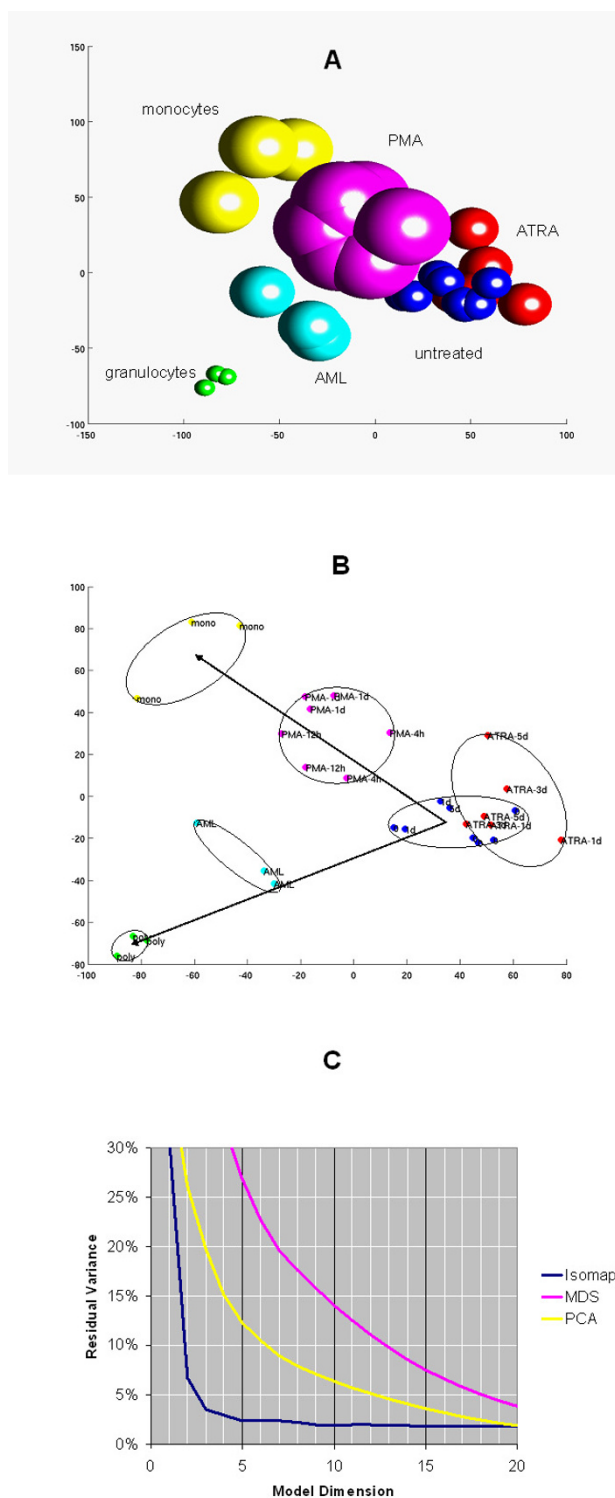 A
150
monocytes
PMA
100
50
ATRA
0
-50
granulocytes
AML
untreated
-100
-150 -100 -50 0 50 100
B
100
80 mono mono
60
PMA-1d
40 mono PMA-1d
PMA-12h PMA-4h ATRA-5d
20
PMA-12h PMA-4h ATRA-3d
0
AML ATRA-5d
ATRA-1d
-20 ATRA-1d
AML
-40 AML
-60
poly
poly
-80 poly
-100 -80 -60 -40 -20 0 20 40 60 80
C
30%
25%
20%
15%
10%
5%
0%
0 5 10 15 20
Residual Variance
Model Dimension
Isomap
MDS
PCA